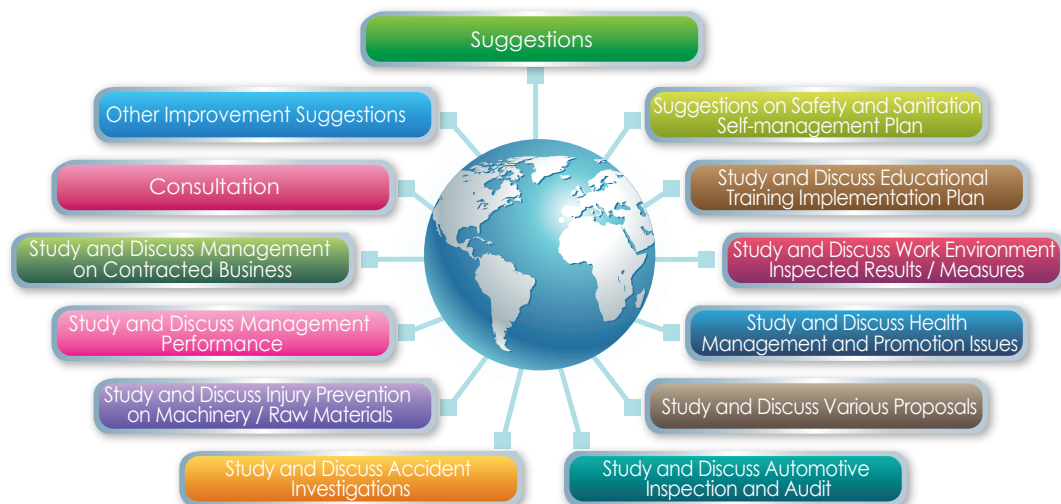 Suggestions
Other Improvement Suggestions
Suggestions on Safety and Sanitation
Self-management Plan
Consultation
Study and Discuss Educational
Training Implementation Plan
Study and Discuss Management
on Contracted Business
Study and Discuss Work Environment
Inspected Results / Measures
Study and Discuss Management
Performance
Study and Discuss Health
Management and Promotion Issues
Study and Discuss Injury Prevention
on Machinery / Raw Materials
Study and Discuss Various Proposals
Study and Discuss Accident
Investigations
Study and Discuss Automotive
Inspection and Audit